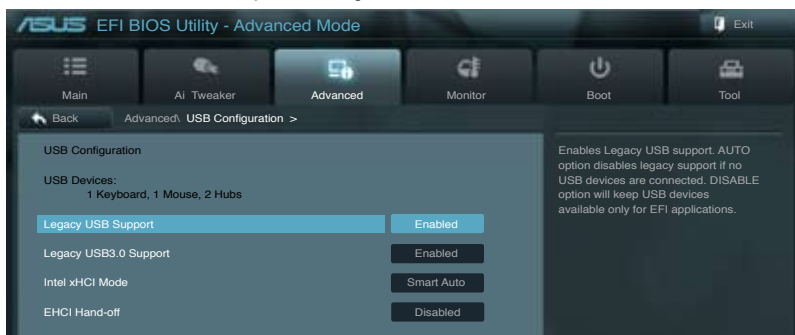 ASUS EFI BIOS Utility - Advanced Mode
Exit
Main
Ai Tweaker
Advanced
Monitor
Boot
Tool
Back
Advanced\ USB Configuration >
USB Configuration
USB Devices:
1 Keyboard, 1 Mouse, 2 Hubs
Legacy USB Support Enabled
Legacy USB3.0 Support Enabled
Intel xHCI Mode Smart Auto
EHCI Hand-off Disabled
Enables Legacy USB support. AUTO
option disables legacy support if no
USB devices are connected. DISABLE
option will keep USB devices
available only for EFI applications.